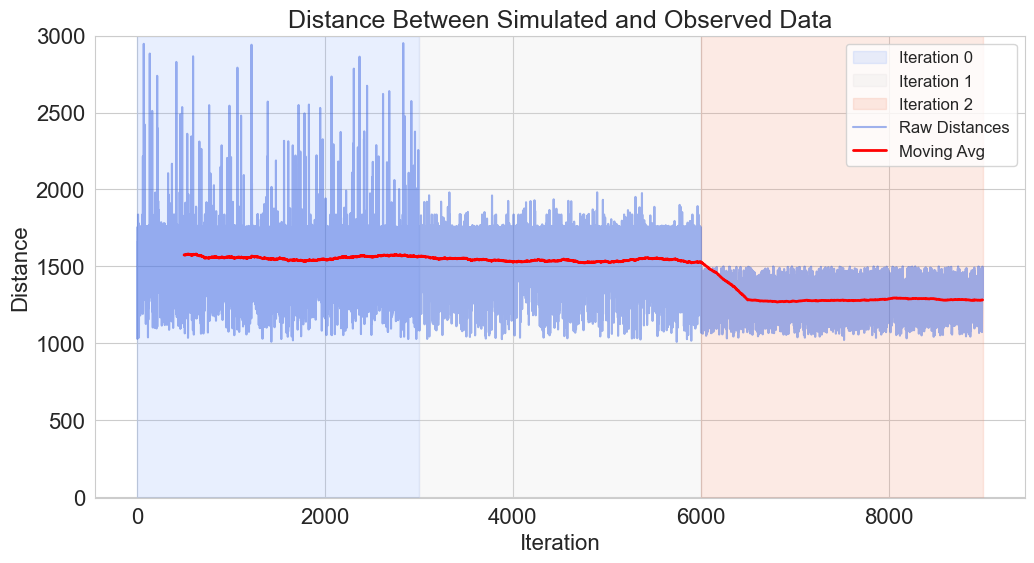 Distance Between Simulated and Observed Data
3000
2500
2000
1500
1000
500
0
Distance
0
2000
4000
6000
8000
Iteration
Iteration 0
Iteration 1
Iteration 2
Raw Distances
Moving Avg